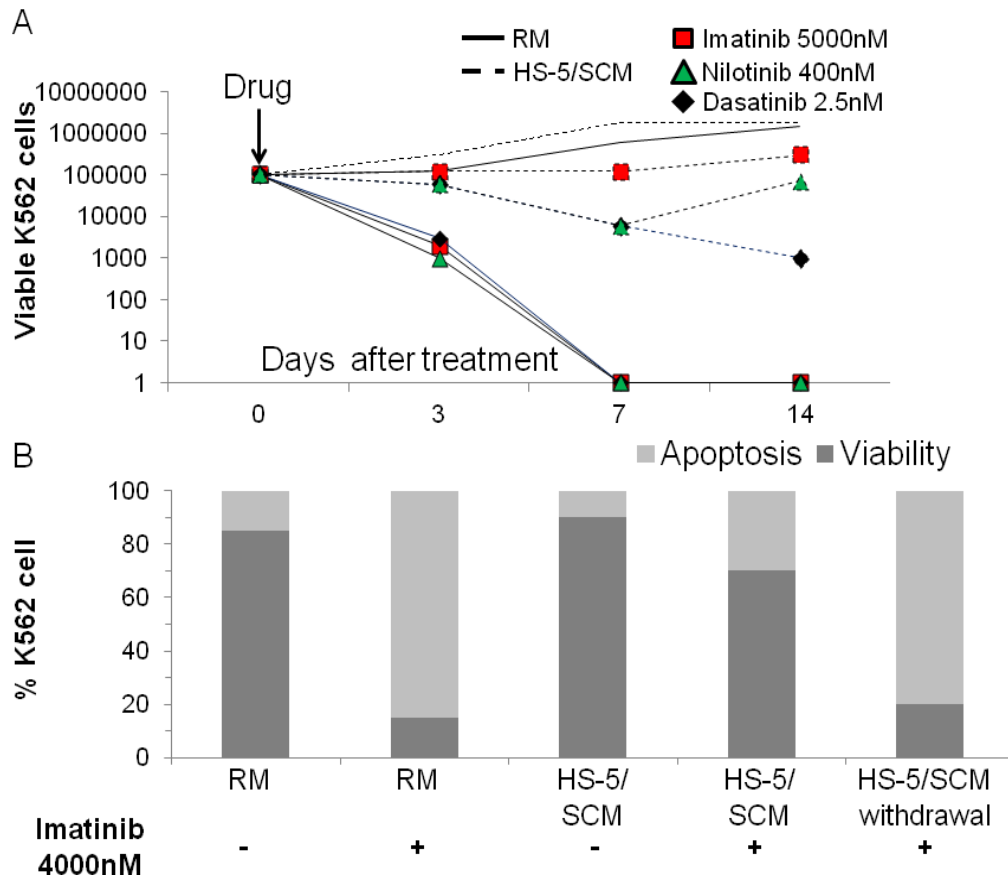 A
RM
HS-5/SCM
Imatinib 5000nM
Nilotinib 400nM
Dasatinib 2.5nM
Drug
Viable K562 cells
10000000
1000000
100000
10000
1000
100
10
1
Days after treatment
0 3 7 14
B
Apoptosis Viability
% K562 cell
100
80
60
40
20
0
RM RM HS-5/ HS-5/ HS-5/SCM
SCM SCM withdrawal
Imatinib
4000nM
- + - + +